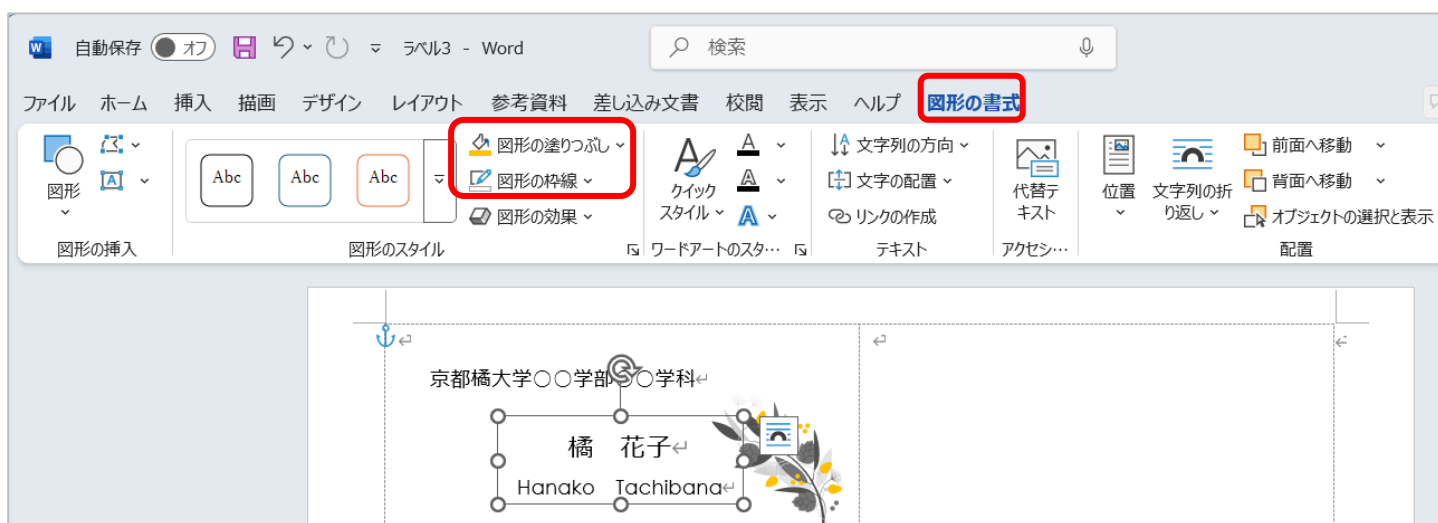 自動保存 オフ ラベル3 - Word 検索
ファイル ホーム 挿入 描画 デザイン レイアウト 参考資料 差し込み文書 校閲 表示 ヘルプ 図形の書式
図形
Abc Abc Abc
図形の塗りつぶし
図形の枠線
図形の効果
クイック
スタイル
A
A
A
文字列の方向
文字の配置
リンクの作成
代替テ
キスト
位置
文字列の折
り返し
前面へ移動
背面へ移動
オブジェクトの選択と表示
図形の挿入 図形のスタイル ワードアートのスタ… テキスト アクセシ… 配置
京都橘大学○○学部○○学科
橘 花子
Hanako Tachibana